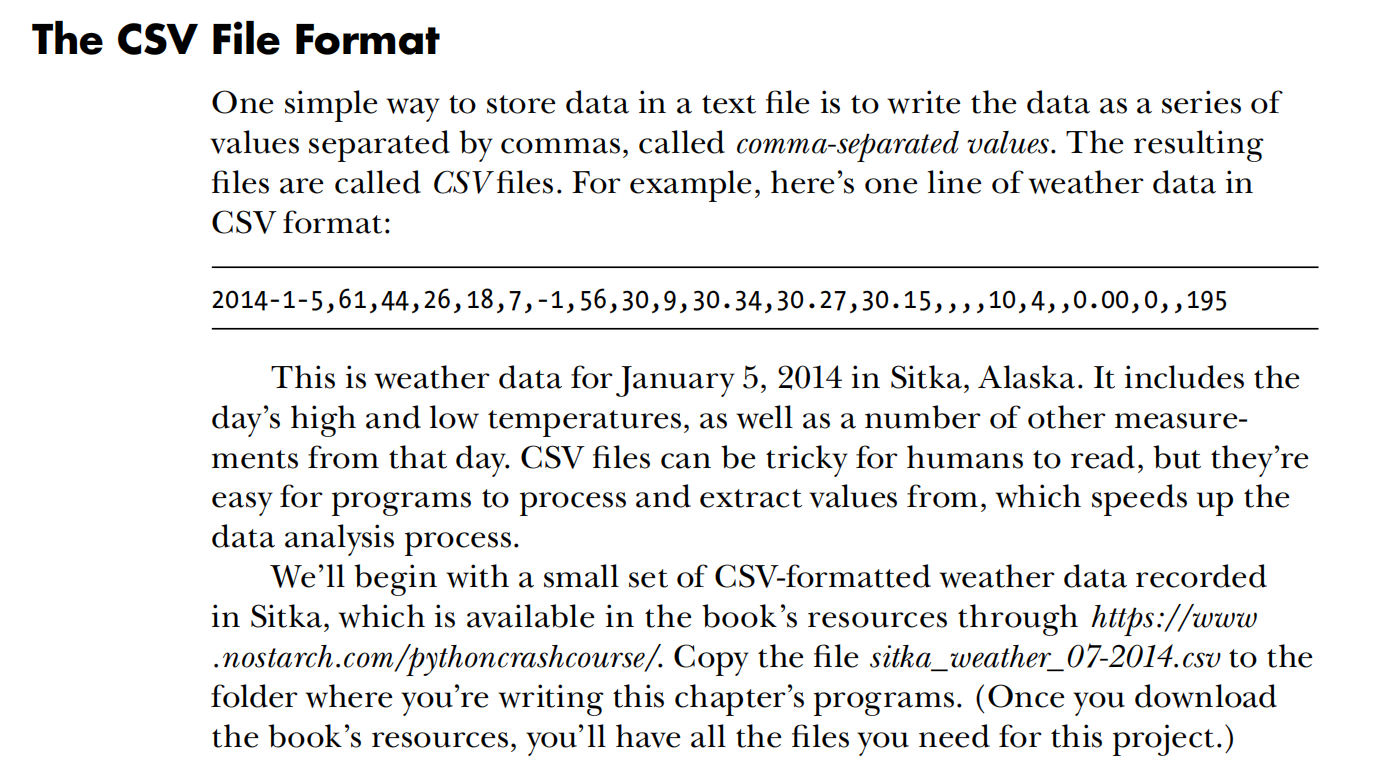 The CSV File Format
One simple way to store data in a text file is to write the data as a series of
values separated by commas, called comma-separated values. The resulting
files are called CSV files. For example, here’s one line of weather data in
CSV format:
2014-1-5,61,44,26,18,7,-1,56,30,9,30.34,30.27,30.15,,,,10,4,,0.00,0,,195
This is weather data for January 5, 2014 in Sitka, Alaska. It includes the
day’s high and low temperatures, as well as a number of other measure-
ments from that day. CSV files can be tricky for humans to read, but they’re
easy for programs to process and extract values from, which speeds up the
data analysis process.
We’ll begin with a small set of CSV-formatted weather data recorded
in Sitka, which is available in the book’s resources through https://www
.nostarch.com/pythoncrashcourse/. Copy the file sitka_weather_07-2014.csv to the
folder where you’re writing this chapter’s programs. (Once you download
the book’s resources, you’ll have all the files you need for this project.)